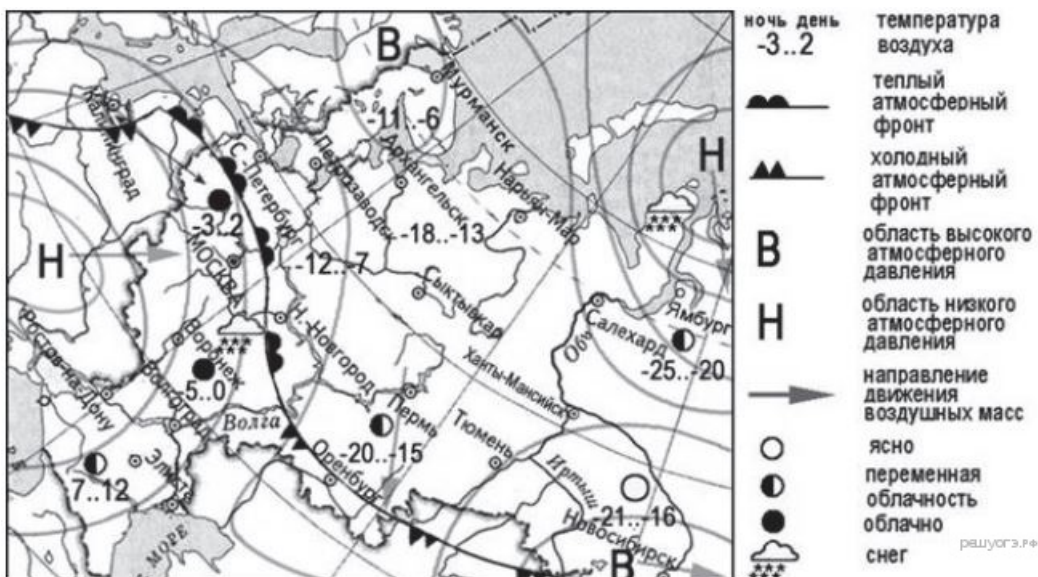 В
Мурманск
-11..-6
Калининград
С.-Петербург
Петрозаводск
Архангельск
Нарьян-Мар
Н
-3..2
-18..-13
Н
МОСКВА
-12..-7
Сыктывкар
Н. Новгород
Ямбург
Салехард
Обь
-25..-20
Ростов-на-Дону
Воронеж
-5..0
Волгоград
Волга
Ханты-Мансийск
Пермь
Тюмень
7..12
-20..-15
Оренбург
Иртыш
-21..-16
Новосибирск
МОРЕ
В
ночь день
-3..2
температура
воздуха
теплый
атмосферный
фронт
холодный
атмосферный
фронт
В
область высокого
атмосферного
давления
Н
область низкого
атмосферного
давления
направление
движения
воздушных масс
ясно
переменная
облачность
облачно
снег
решуогэ.рф